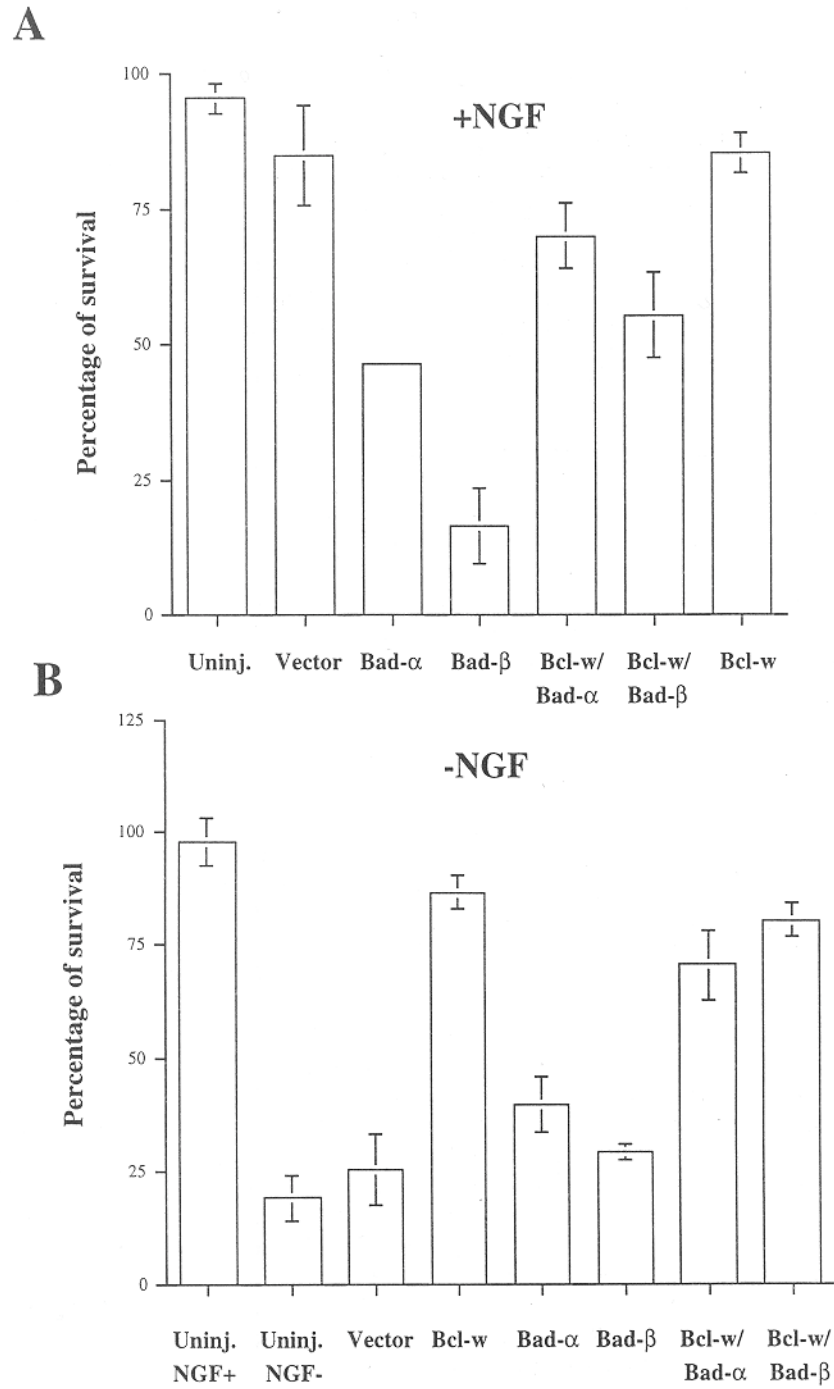 A
+NGF
Percentage of survival
100
75
50
25
0
Uninj. Vector Bad-α Bad-β Bcl-w/ Bcl-w/ Bcl-w
Bad-α Bad-β
B
-NGF
Percentage of survival
125
100
75
50
25
0
Uninj. Uninj. Vector Bcl-w Bad-α Bad-β Bcl-w/ Bcl-w/
NGF+ NGF- Bad-α Bad-β